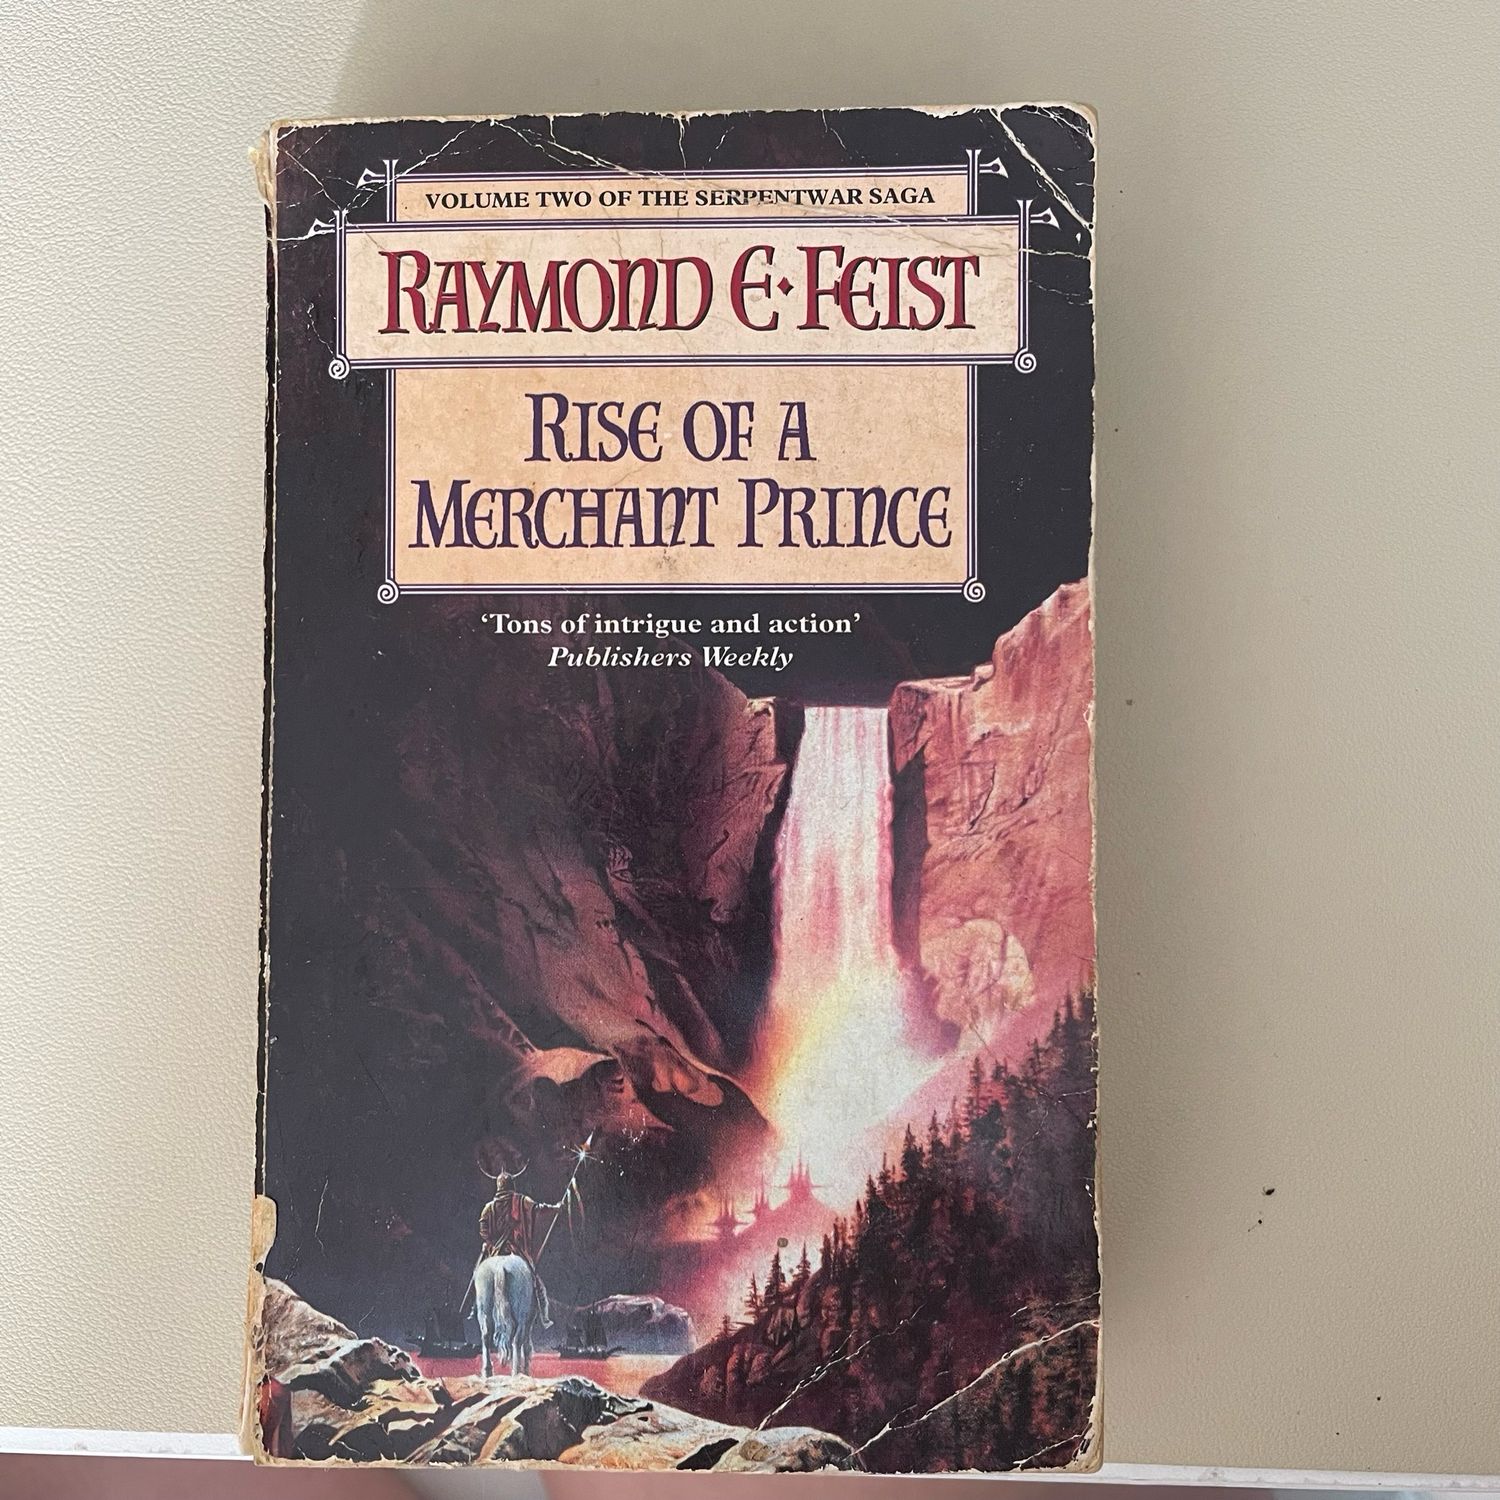 VOLUME TWO OF THE SERPENTWAR SAGA
RAYMOND E·FEIST
RISE OF A
MERCHANT PRINCE
‘Tons of intrigue and action’
Publishers Weekly